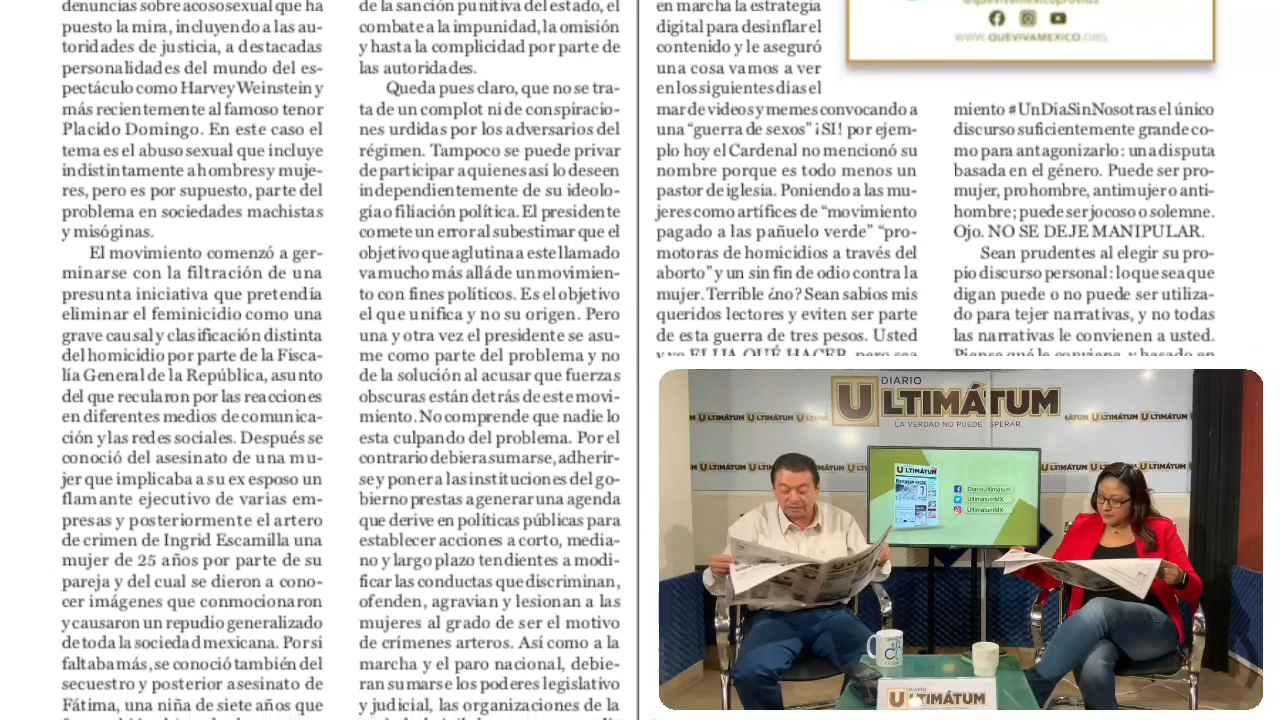 denuncias sobre acoso sexual que ha
puesto la mira, incluyendo a las au-
toridades de justicia, a destacadas
personalidades del mundo del es-
pectáculo como Harvey Weinstein y
más recientemente al famoso tenor
Placido Domingo. En este caso el
tema es el abuso sexual que incluye
indistintamente a hombres y muje-
res, pero es por supuesto, parte del
problema en sociedades machistas
y misóginas.
El movimiento comenzó a ger-
minarse con la filtración de una
presunta iniciativa que pretendía
eliminar el feminicidio como una
grave causal y clasificación distinta
del homicidio por parte de la Fisca-
lía General de la República, asunto
del que recularon por las reacciones
en diferentes medios de comunica-
ción y las redes sociales. Después se
conoció del asesinato de una mu-
jer que implicaba a su ex esposo un
flamante ejecutivo de varias em-
presas y posteriormente el artero
de crimen de Ingrid Escamilla una
mujer de 25 años por parte de su
pareja y del cual se dieron a cono-
cer imágenes que conmocionaron
y causaron un repudio generalizado
de toda la sociedad mexicana. Por si
faltaba más, se conoció también del
secuestro y posterior asesinato de
Fátima, una niña de siete años que
de la sanción punitiva del estado, el
combate a la impunidad, la omisión
y hasta la complicidad por parte de
las autoridades.
Queda pues claro, que no se tra-
ta de un complot ni de conspiracio-
nes urdidas por los adversarios del
régimen. Tampoco se puede privar
de participar a quienes así lo deseen
independientemente de su ideolo-
gía o filiación política. El presidente
comete un error al subestimar que el
objetivo que aglutina a este llamado
va mucho más allá de un movimien-
to con fines políticos. Es el objetivo
el que unifica y no su origen. Pero
una y otra vez el presidente se asu-
me como parte del problema y no
de la solución al acusar que fuerzas
obscuras están detrás de este movi-
miento. No comprende que nadie lo
esta culpando del problema. Por el
contrario debiera sumarse, adherir-
se y poner a las instituciones del go-
bierno prestas a generar una agenda
que derive en políticas públicas para
establecer acciones a corto, media-
no y largo plazo tendientes a modi-
ficar las conductas que discriminan,
ofenden, agravian y lesionan a las
mujeres al grado de ser el motivo
de crímenes arteros. Así como a la
marcha y el paro nacional, debie-
ran sumarse los poderes legislativo
y judicial, las organizaciones de la
en marcha la estrategia
digital para desinflar el
contenido y le aseguró
una cosa vamos a ver
en los siguientes días el
mar de videos y memes convocando a
una “guerra de sexos” ¡SI! por ejem-
plo hoy el Cardenal no mencionó su
nombre porque es todo menos un
pastor de iglesia. Poniendo a las mu-
jeres como artífices de “movimiento
pagado a las pañuelo verde” “pro-
motoras de homicidios a través del
aborto” y un sin fin de odio contra la
mujer. Terrible ¿no? Sean sabios mis
queridos lectores y eviten ser parte
de esta guerra de tres pesos. Usted
y yo ELIJA QUÉ HACER, pero sea
WWW.QUEVIVAMEXICO.ORG
miento #UnDíaSinNosotras el único
discurso suficientemente grande co-
mo para antagonizarlo: una disputa
basada en el género. Puede ser pro-
mujer, prohombre, antimujer o anti-
hombre; puede ser jocoso o solemne.
Ojo. NO SE DEJE MANIPULAR.
Sean prudentes al elegir su pro-
pio discurso personal: lo que sea que
digan puede o no puede ser utiliza-
do para tejer narrativas, y no todas
las narrativas le convienen a usted.
Piense qué le conviene, y basado en
DIARIO
ULTIMÁTUM
LA VERDAD NO PUEDE ESPERAR
ULTIMÁTUM
DiarioUltimátum
UltimátumMX
UltimátumMX
DIARIO
ULTIMÁTUM